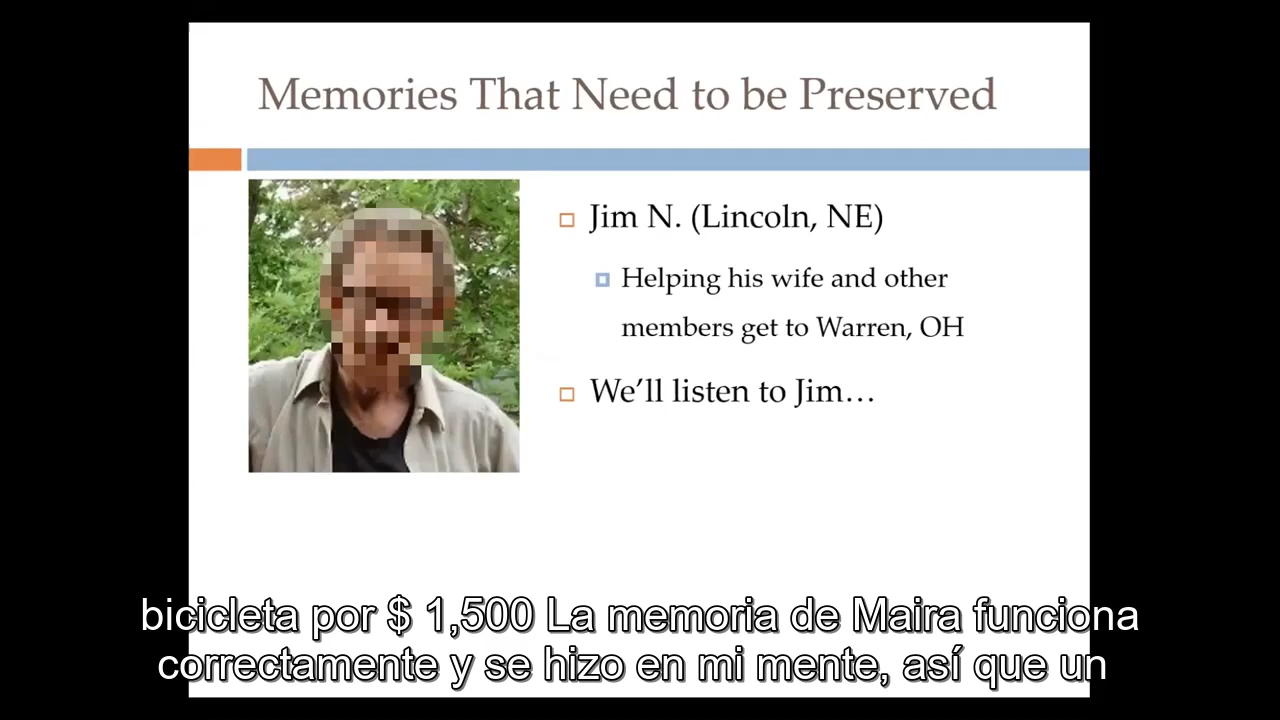 Memories That Need to be Preserved
Jim N. (Lincoln, NE)
Helping his wife and other
members get to Warren, OH
We'll listen to Jim…
bicicleta por $ 1,500 La memoria de Maira funciona
correctamente y se hizo en mi mente, así que un